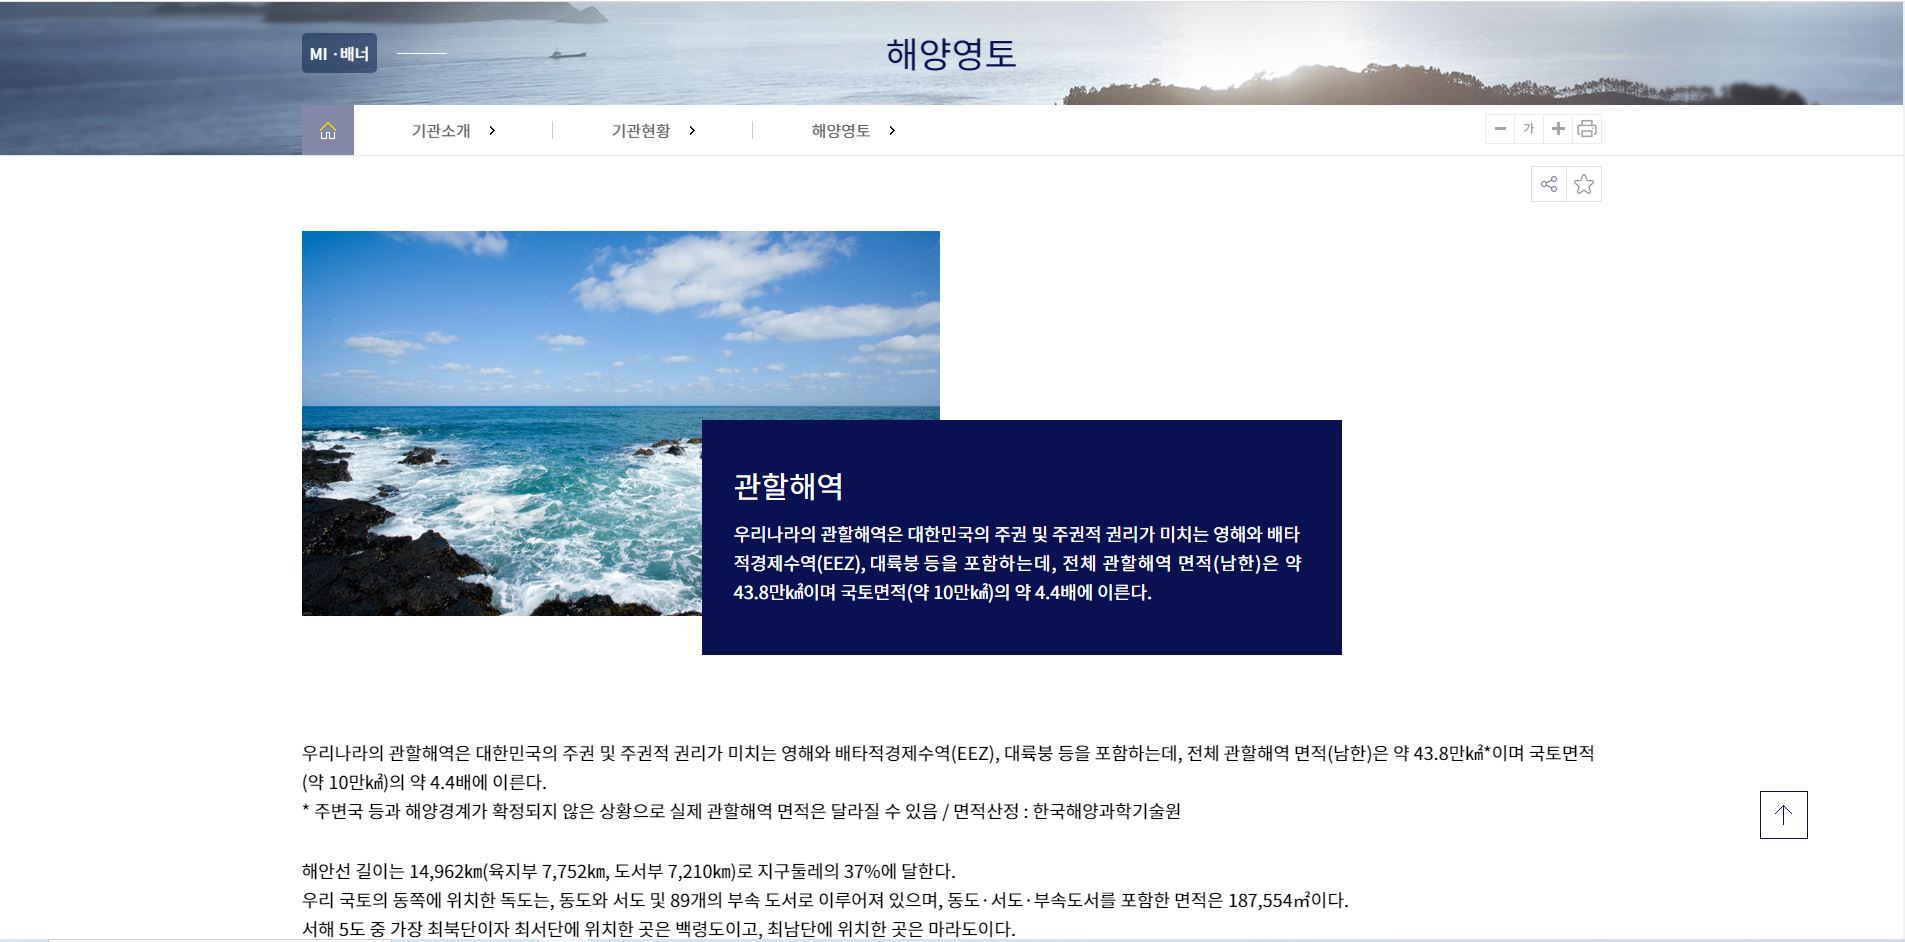 MI · 배너
해양영토
기관소개
기관현황
해양영토
가
관할해역
우리나라의 관할해역은 대한민국의 주권 및 주권적 권리가 미치는 영해와 배타
적경제수역(EEZ), 대륙붕 등을 포함하는데, 전체 관할해역 면적(남한)은 약
43.8만㎢이며 국토면적(약 10만㎢)의 약 4.4배에 이른다.
우리나라의 관할해역은 대한민국의 주권 및 주권적 권리가 미치는 영해와 배타적경제수역(EEZ), 대륙붕 등을 포함하는데, 전체 관할해역 면적(남한)은 약 43.8만㎢*이며 국토면적
(약 10만㎢)의 약 4.4배에 이른다.
* 주변국 등과 해양경계가 확정되지 않은 상황으로 실제 관할해역 면적은 달라질 수 있음 / 면적산정 : 한국해양과학기술원
해안선 길이는 14,962㎞(육지부 7,752㎞, 도서부 7,210㎞)로 지구둘레의 37%에 달한다.
우리 국토의 동쪽에 위치한 독도는, 동도와 서도 및 89개의 부속 도서로 이루어져 있으며, 동도·서도·부속도서를 포함한 면적은 187,554㎡이다.
서해 5도 중 가장 최북단이자 최서단에 위치한 곳은 백령도이고, 최남단에 위치한 곳은 마라도이다.